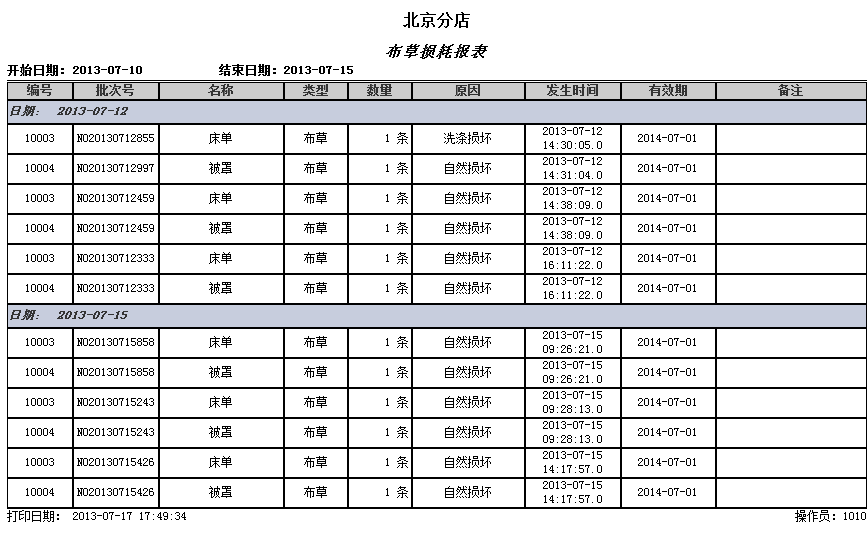 北京分店
布草损耗报表
开始日期: 2013-07-10 结束日期: 2013-07-15
编号 批次号 名称 类型 数量 原因 发生时间 有效期 备注
日期: 2013-07-12
10003 NO20130712855 床单 布草 1 条 洗涤损坏 2013-07-12 14:30:05.0 2014-07-01
10004 NO20130712997 被罩 布草 1 条 自然损坏 2013-07-12 14:31:04.0 2014-07-01
10003 NO20130712459 床单 布草 1 条 自然损坏 2013-07-12 14:38:09.0 2014-07-01
10004 NO20130712459 被罩 布草 1 条 自然损坏 2013-07-12 14:38:09.0 2014-07-01
10003 NO20130712333 床单 布草 1 条 自然损坏 2013-07-12 16:11:22.0 2014-07-01
10004 NO20130712333 被罩 布草 1 条 自然损坏 2013-07-12 16:11:22.0 2014-07-01
日期: 2013-07-15
10003 NO20130715858 床单 布草 1 条 自然损坏 2013-07-15 09:26:21.0 2014-07-01
10004 NO20130715858 被罩 布草 1 条 自然损坏 2013-07-15 09:26:21.0 2014-07-01
10003 NO20130715243 床单 布草 1 条 自然损坏 2013-07-15 09:28:13.0 2014-07-01
10004 NO20130715243 被罩 布草 1 条 自然损坏 2013-07-15 09:28:13.0 2014-07-01
10003 NO20130715426 床单 布草 1 条 自然损坏 2013-07-15 14:17:57.0 2014-07-01
10004 NO20130715426 被罩 布草 1 条 自然损坏 2013-07-15 14:17:57.0 2014-07-01
打印日期: 2013-07-17 17:49:34 操作员: 1010